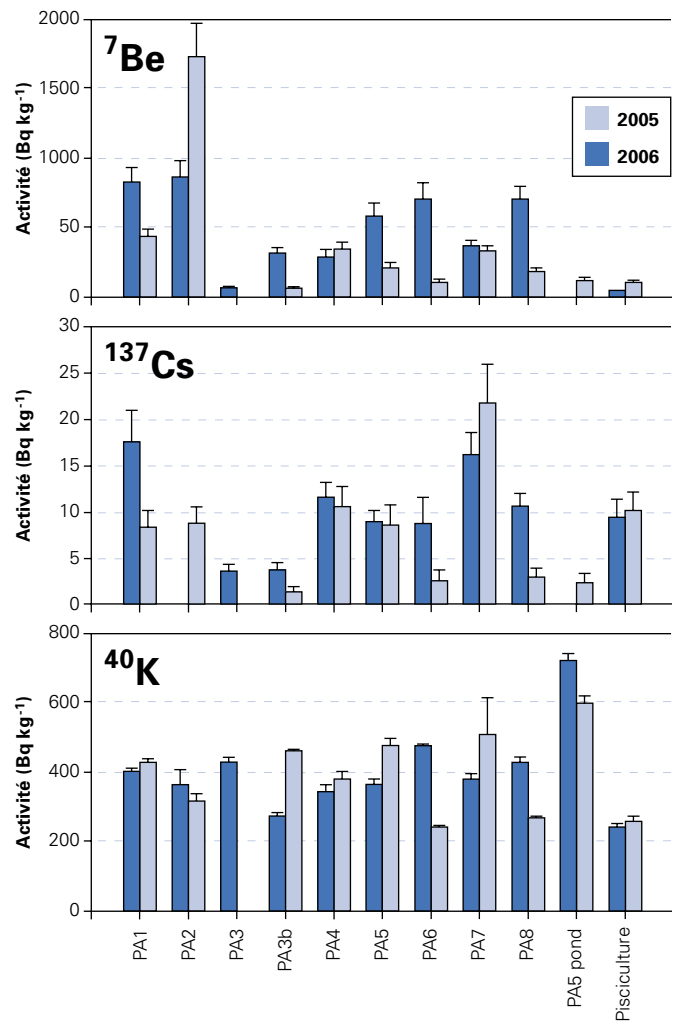 ⁷Be
Activité (Bq kg⁻¹)
2000
1500
1000
50
0
2005
2006
¹³⁷Cs
Activité (Bq kg⁻¹)
30
25
20
15
10
5
0
⁴⁰K
Activité (Bq kg⁻¹)
800
600
400
200
0
PA1
PA2
PA3
PA3b
PA4
PA5
PA6
PA7
PA8
PA5 pond
Pisciculture